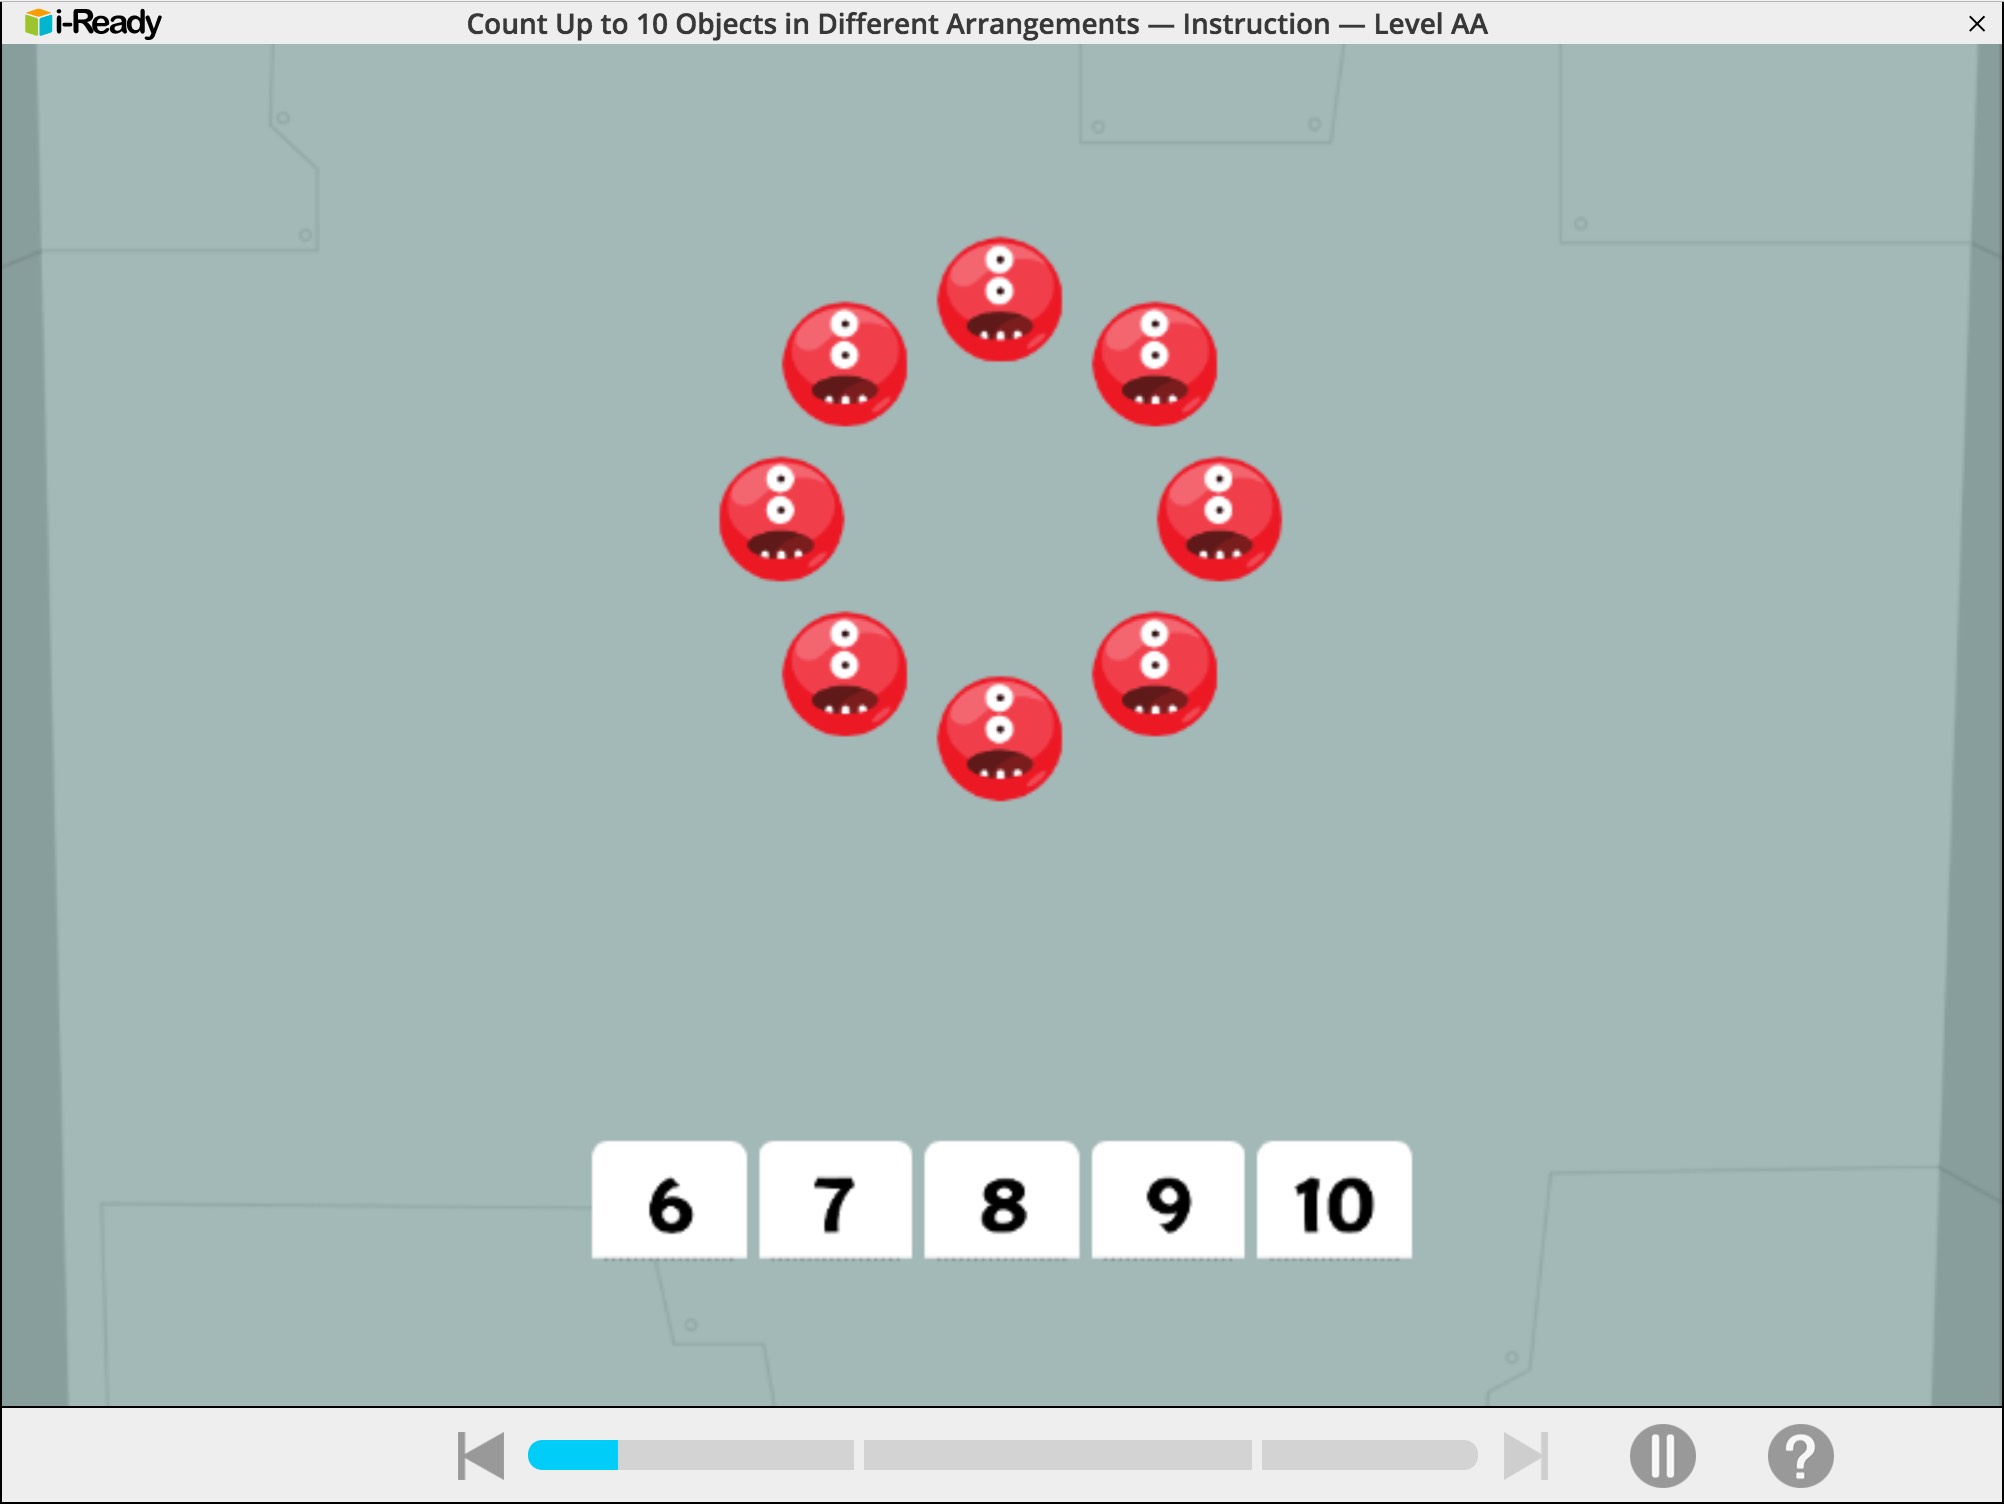 i-Ready
Count Up to 10 Objects in Different Arrangements — Instruction — Level AA
6 7 8 9 10
?